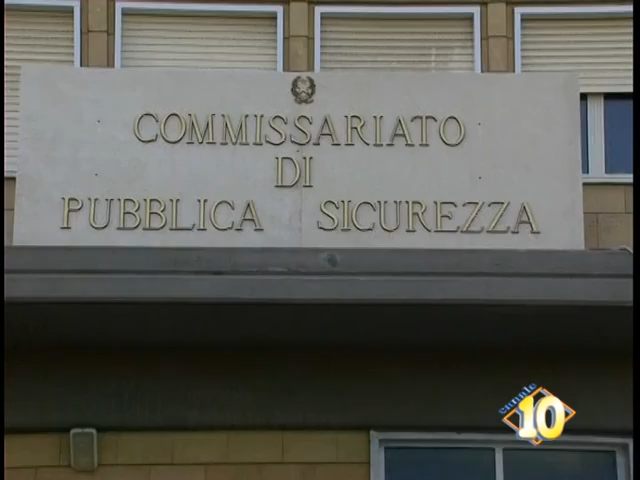 COMMISSARIATO
DI
PUBBLICA SICUREZZA
canale
10